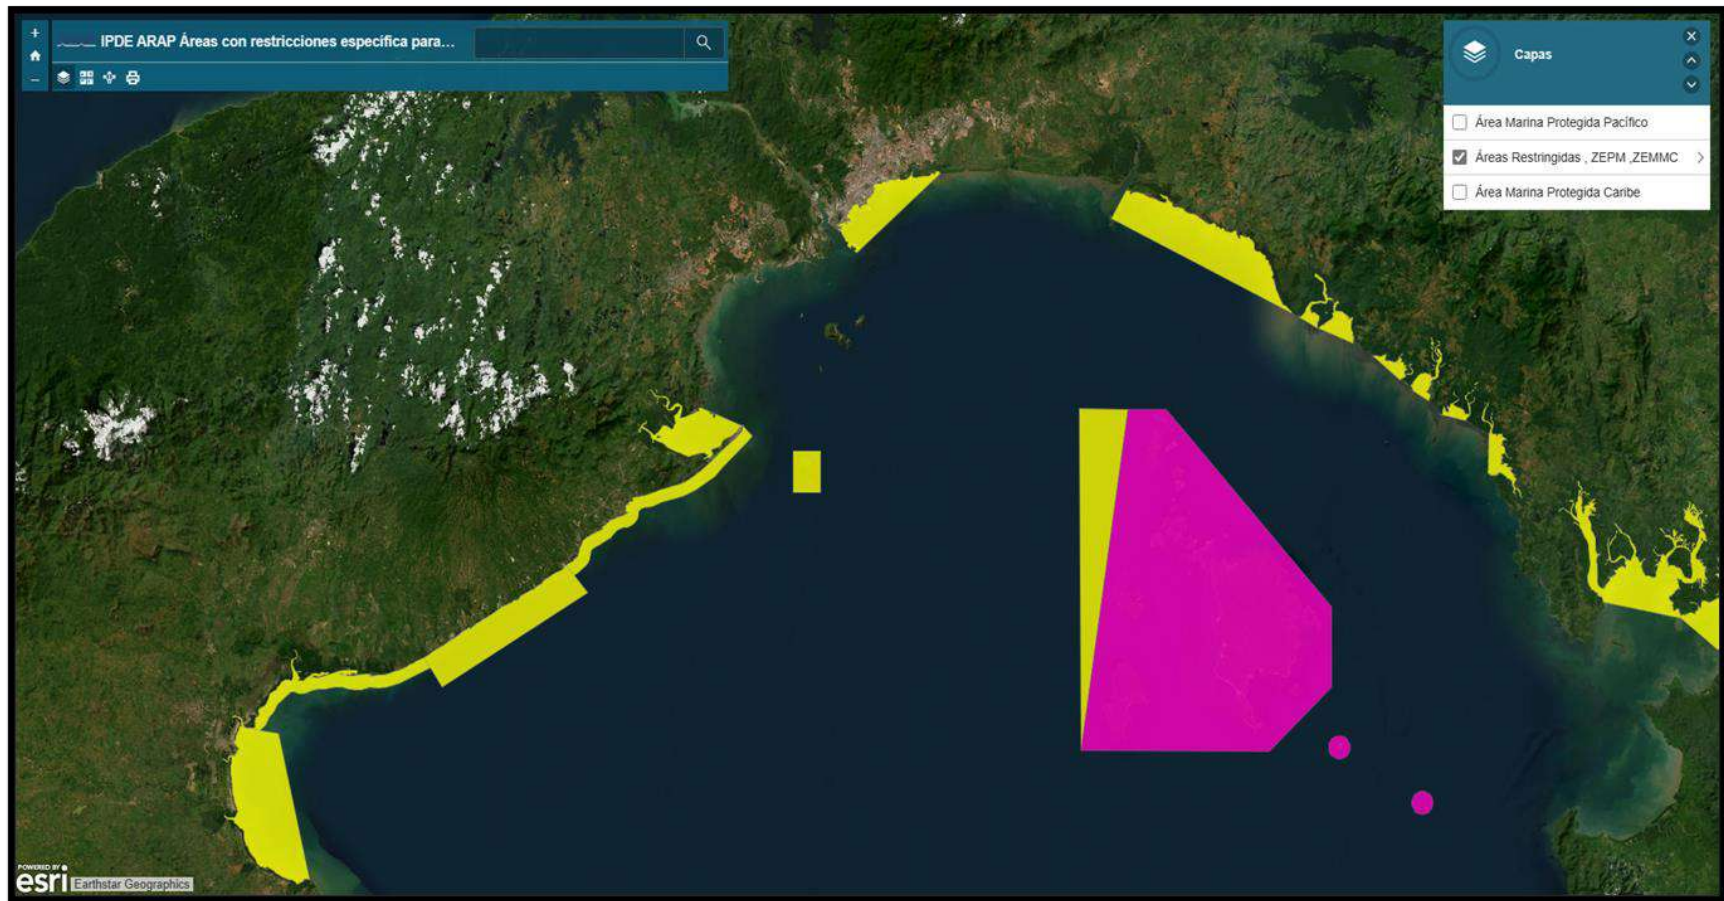 IPDE ARAP Áreas con restricciones especifica para...
Capas
Área Marina Protegida Pacífico
Áreas Restringidas , ZEPM ,ZEMMC
Área Marina Protegida Caribe
POWERED BY
esri
Earthstar Geographics